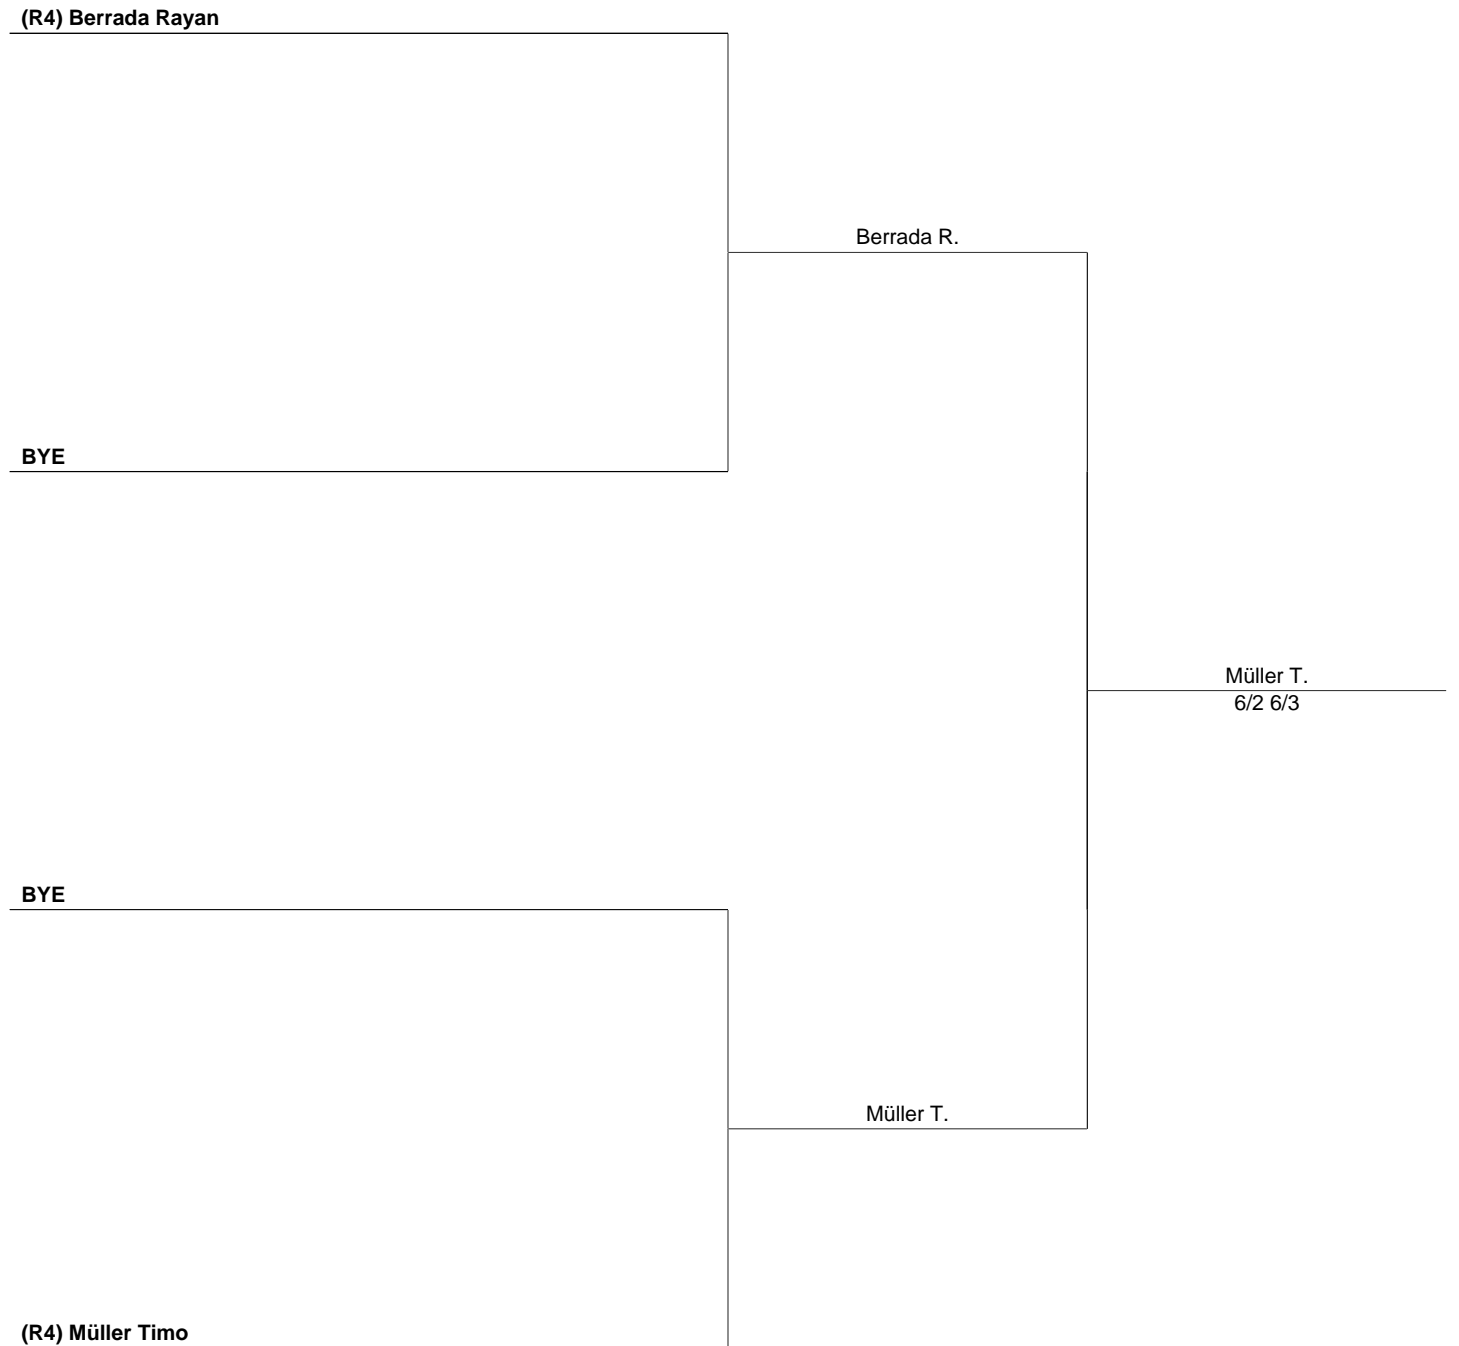 (R4) Berrada Rayan
Berrada R.
BYE
Müller T.
6/2 6/3
BYE
Müller T.
(R4) Müller Timo